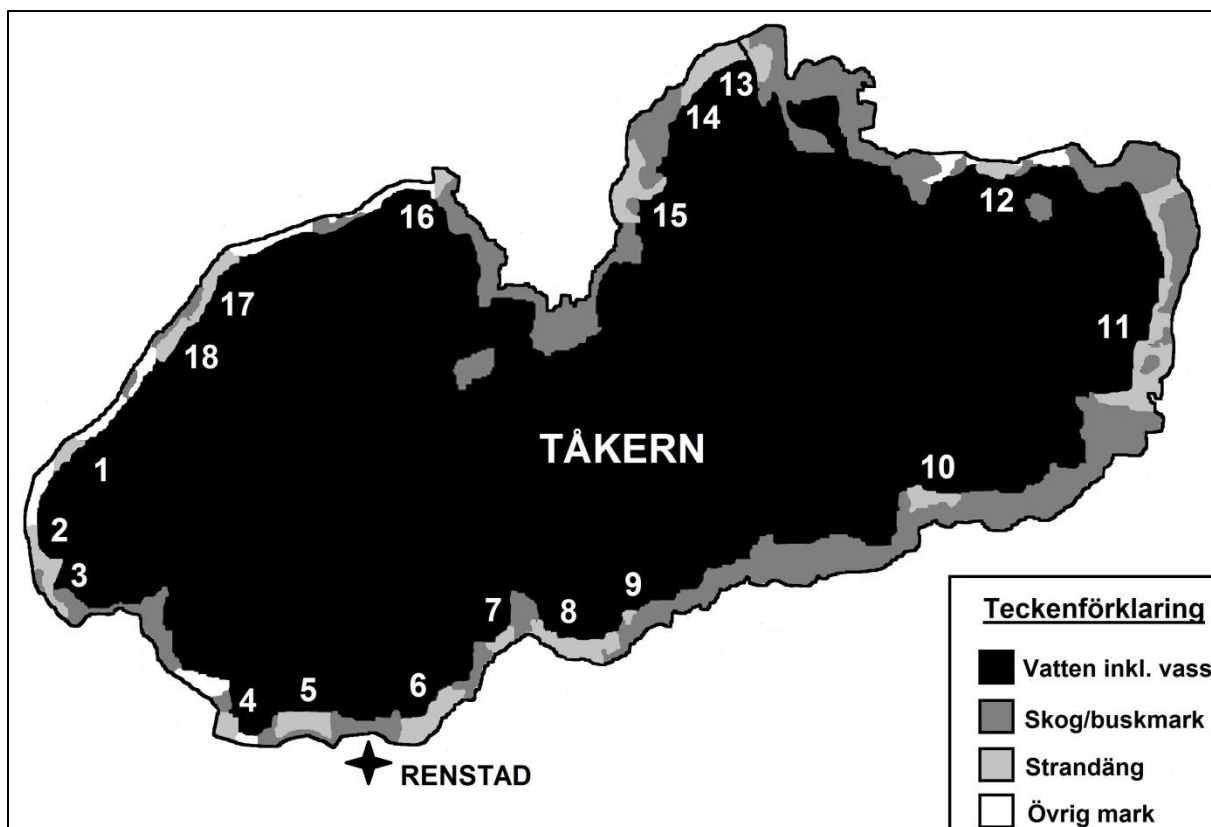 13
14
12
15
16
17
11
18
TÅKERN
1
10
2
3
9
7
8
6
5
4
RENSTAD
Teckenförklaring
Vatten inkl. vass
Skog/buskmark
Strandäng
Övrig mark